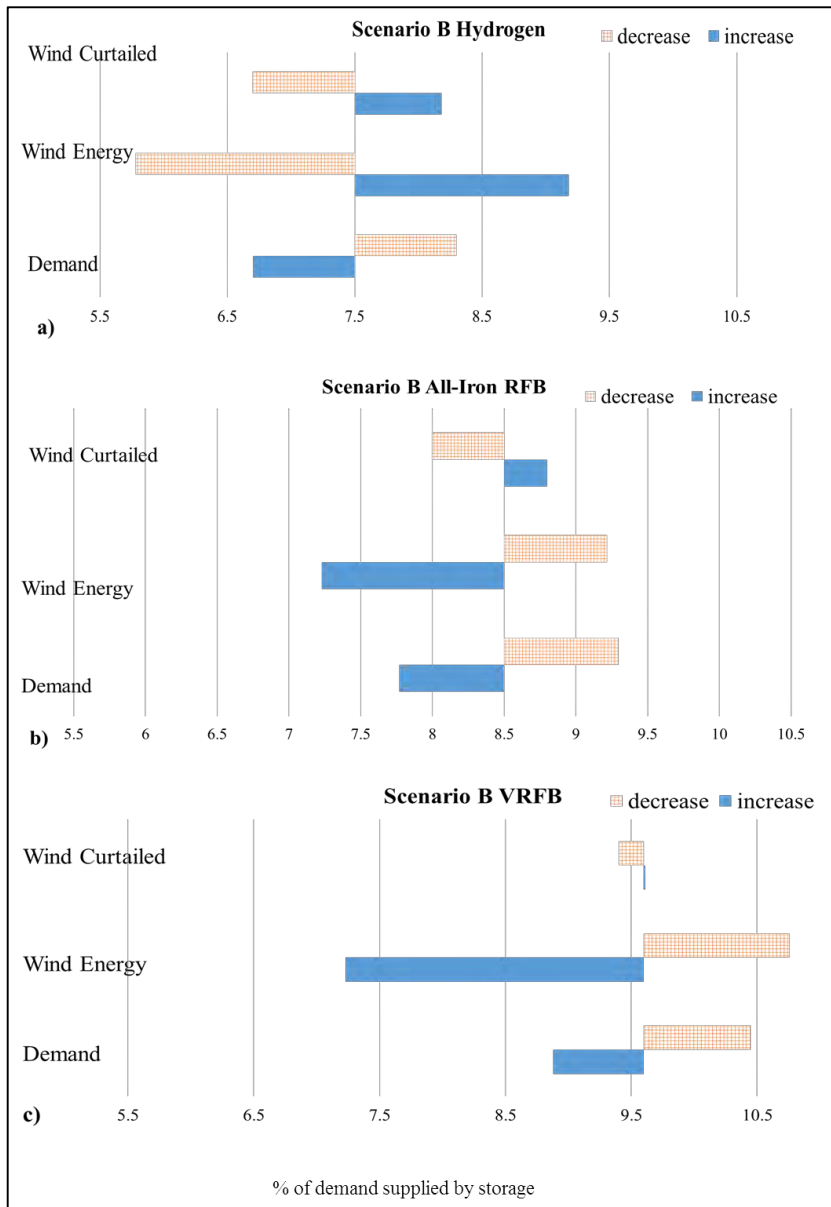 Scenario B Hydrogen
decrease increase
Wind Curtailed
Wind Energy
Demand
5.5 6.5 7.5 8.5 9.5 10.5
a)
Scenario B All-Iron RFB
decrease increase
Wind Curtailed
Wind Energy
Demand
5.5 6 6.5 7 7.5 8 8.5 9 9.5 10 10.5
b)
Scenario B VRFB
decrease increase
Wind Curtailed
Wind Energy
Demand
5.5 6.5 7.5 8.5 9.5 10.5
c)
% of demand supplied by storage